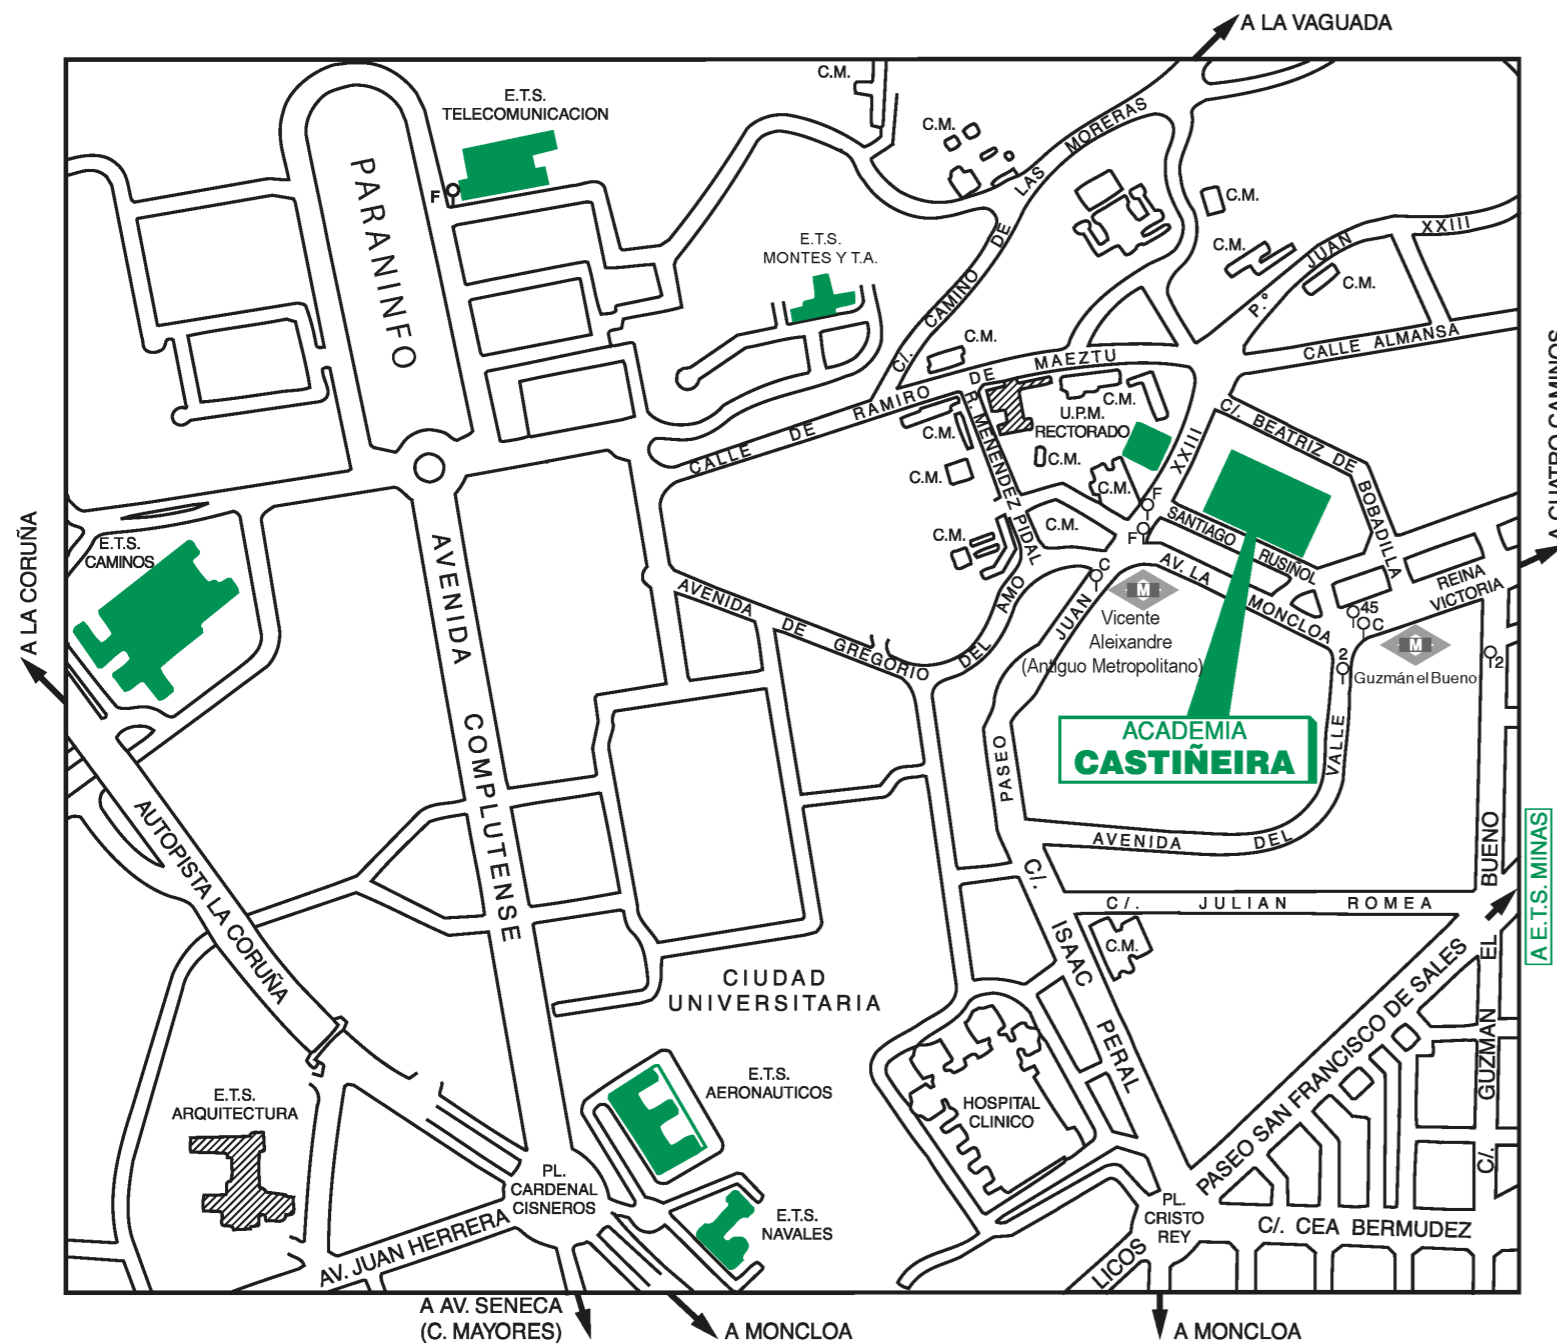 A LA VAGUADA
C.M.
E.T.S.
TELECOMUNICACION
F
PARANINFO
C.M.
C/. CAMINO DE LAS MORERAS
C.M.
C.M.
P.º JUAN XXIII
C.M.
E.T.S.
MONTES Y T.A.
CALLE ALMANSA
A CUATRO CAMINOS
C.M.
CALLE DE RAMIRO DE MAEZTU
R. MENENDEZ PIDAL
U.P.M.
RECTORADO
C.M.
C.M.
C.M.
C.M.
C.M.
C.M.
C.M.
XXIII
C/. BEATRIZ DE BOBADILLA
F
F
SANTIAGO RUSIÑOL
AV. LA MONCLOA
REINA VICTORIA
C
M
Vicente
Aleixandre
(Antiguo Metropolitano)
45
C
M
Guzmán el Bueno
2
2
A LA CORUÑA
E.T.S.
CAMINOS
AVENIDA COMPLUTENSE
AVENIDA DE GREGORIO DEL AMO
PASEO JUAN
ACADEMIA
CASTIÑEIRA
AVENIDA DEL VALLE
AUTOPISTA LA CORUÑA
C/. JULIAN ROMEA
A E.T.S. MINAS
C/. GUZMAN EL BUENO
C/. ISAAC PERAL
C.M.
CIUDAD
UNIVERSITARIA
PASEO SAN FRANCISCO DE SALES
E.T.S.
AERONAUTICOS
E.T.S.
ARQUITECTURA
HOSPITAL
CLINICO
PL.
CARDENAL
CISNEROS
E.T.S.
NAVALES
PL.
CRISTO
REY
C/. CEA BERMUDEZ
AV. JUAN HERRERA
LICOS
A AV. SENECA
(C. MAYORES)
A MONCLOA
A MONCLOA